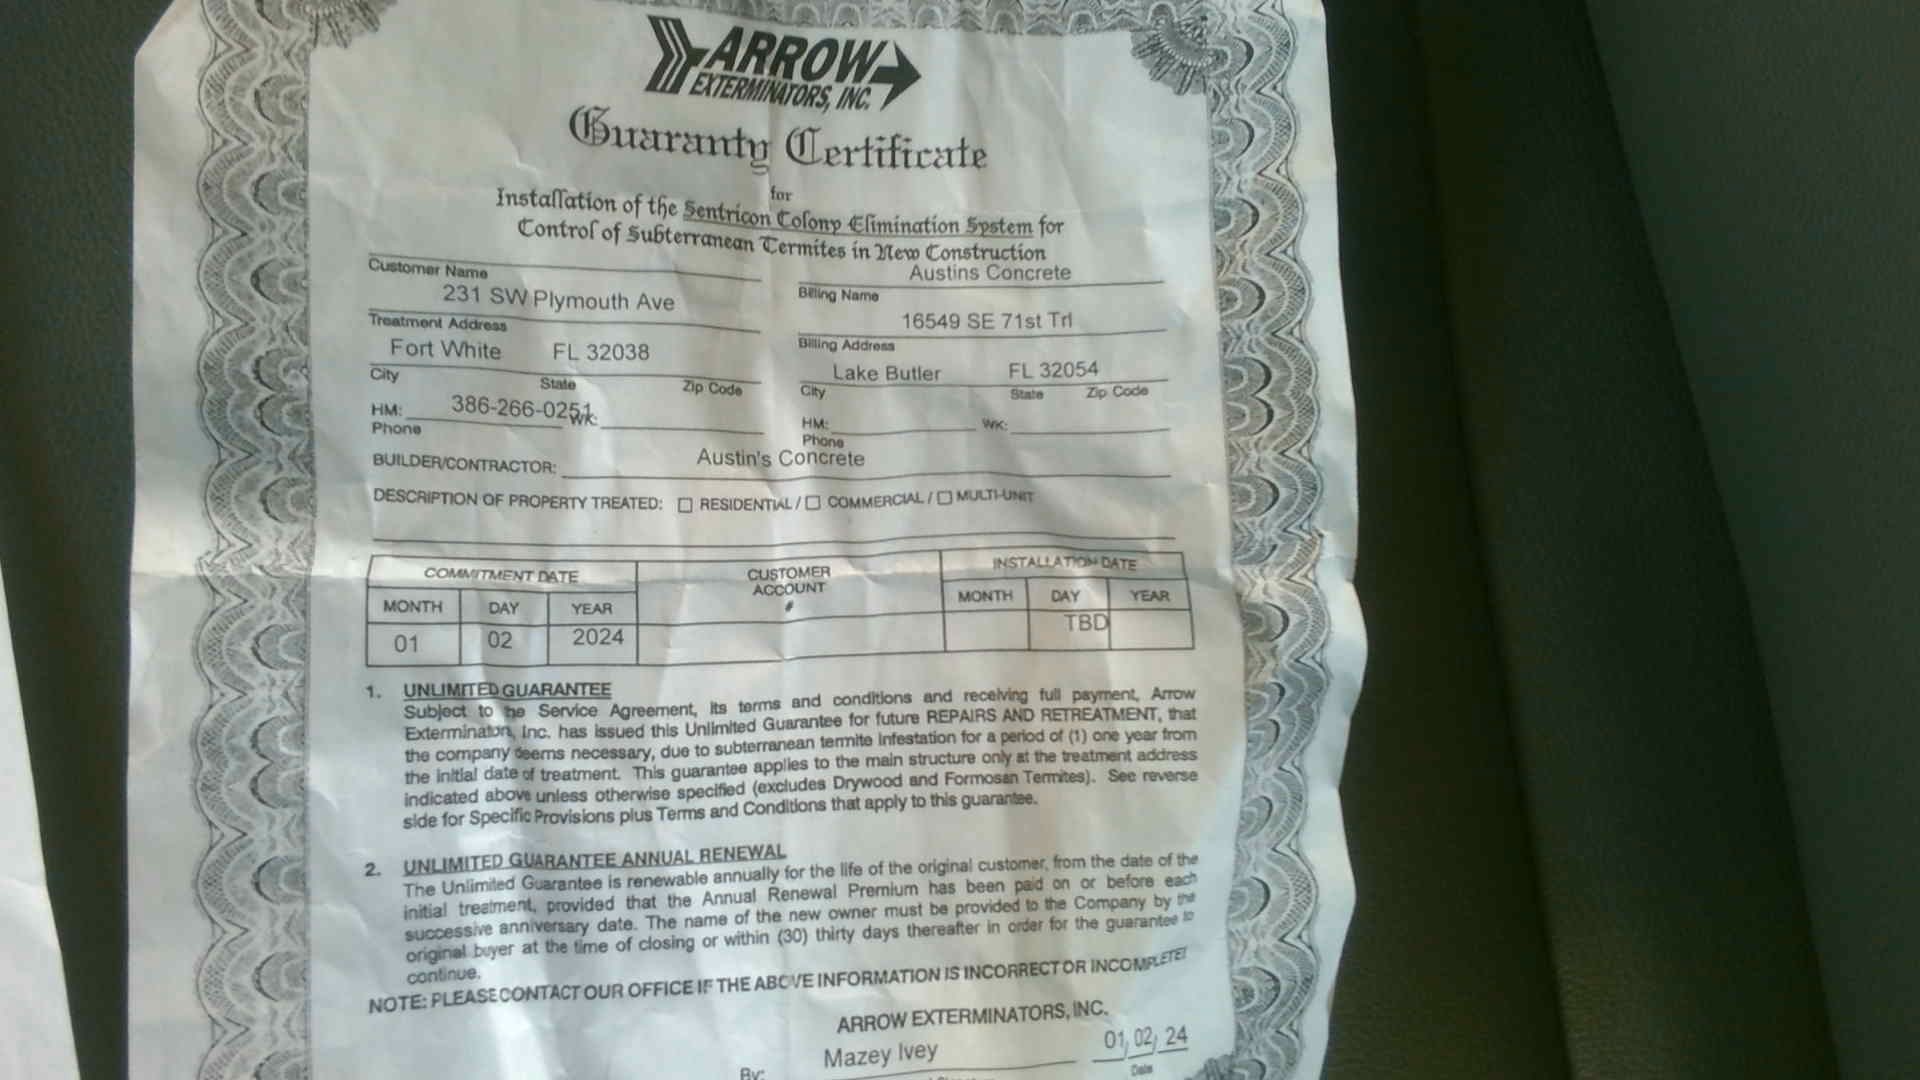 ARROW
EXTERMINATORS, INC.
Guaranty Certificate
for
Installation of the Sentricon Colony Elimination System for
Control of Subterranean Termites in New Construction
Customer Name
231 SW Plymouth Ave
Treatment Address
Fort White FL 32038
City State Zip Code
HM: 386-266-0251 WK:
Phone
Austins Concrete
Billing Name
16549 SE 71st Trl
Billing Address
Lake Butler FL 32054
City State Zip Code
HM: WK:
Phone
BUILDER/CONTRACTOR: Austin's Concrete
DESCRIPTION OF PROPERTY TREATED: ☐ RESIDENTIAL / ☐ COMMERCIAL / ☐ MULTI-UNIT
COMMITMENT DATE
MONTH DAY YEAR
01 02 2024
CUSTOMER
ACCOUNT
#
INSTALLATION DATE
MONTH DAY YEAR
TBD
1. UNLIMITED GUARANTEE
Subject to the Service Agreement, its terms and conditions and receiving full payment, Arrow
Exterminators, Inc. has issued this Unlimited Guarantee for future REPAIRS AND RETREATMENT, that
the company deems necessary, due to subterranean termite infestation for a period of (1) one year from
the initial date of treatment. This guarantee applies to the main structure only at the treatment address
indicated above unless otherwise specified (excludes Drywood and Formosan Termites). See reverse
side for Specific Provisions plus Terms and Conditions that apply to this guarantee.
2. UNLIMITED GUARANTEE ANNUAL RENEWAL
The Unlimited Guarantee is renewable annually for the life of the original customer, from the date of the
initial treatment, provided that the Annual Renewal Premium has been paid on or before each
successive anniversary date. The name of the new owner must be provided to the Company by the
original buyer at the time of closing or within (30) thirty days thereafter in order for the guarantee to
continue.
NOTE: PLEASE CONTACT OUR OFFICE IF THE ABOVE INFORMATION IS INCORRECT OR INCOMPLETE!
ARROW EXTERMINATORS, INC.
By: Mazey Ivey 01, 02, 24
Date